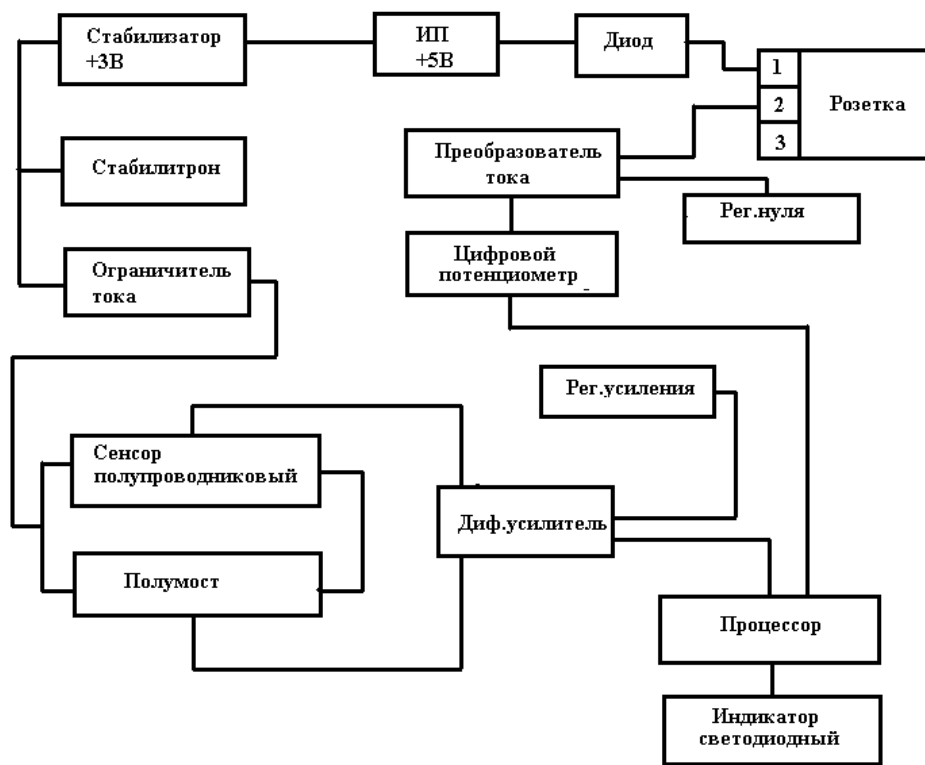 Стабилизатор
+3В
ИП
+5В
Диод
1
2
3
Розетка
Стабилитрон
Преобразователь
тока
Рег.нуля
Ограничитель
тока
Цифровой
потенциометр
Рег.усиления
Сенсор
полупроводниковый
Диф.усилитель
Полумост
Процессор
Индикатор
светодиодный